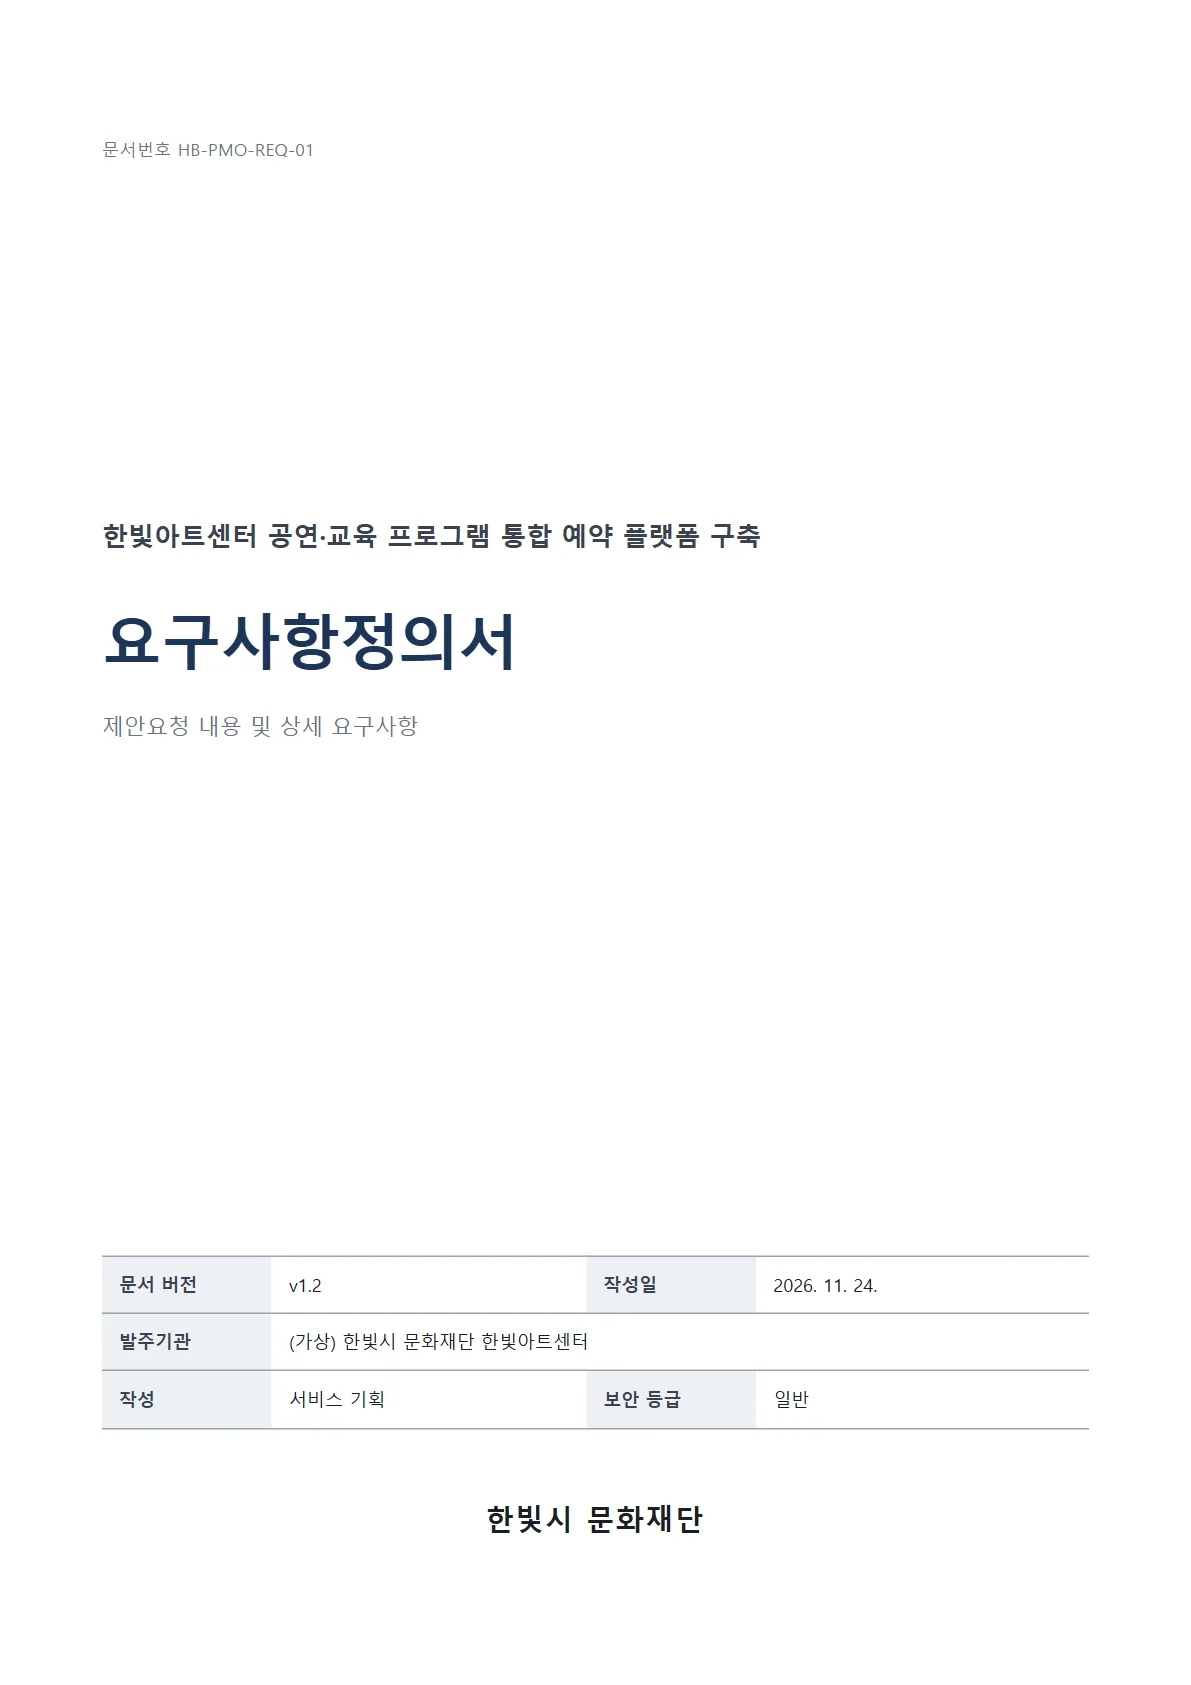 문서번호 HB-PMO-REQ-01
한빛아트센터 공연·교육 프로그램 통합 예약 플랫폼 구축
요구사항정의서
제안요청 내용 및 상세 요구사항
문서 버전 v1.2 작성일 2026. 11. 24.
발주기관 (가상) 한빛시 문화재단 한빛아트센터
작성 서비스 기획 보안 등급 일반
한빛시 문화재단